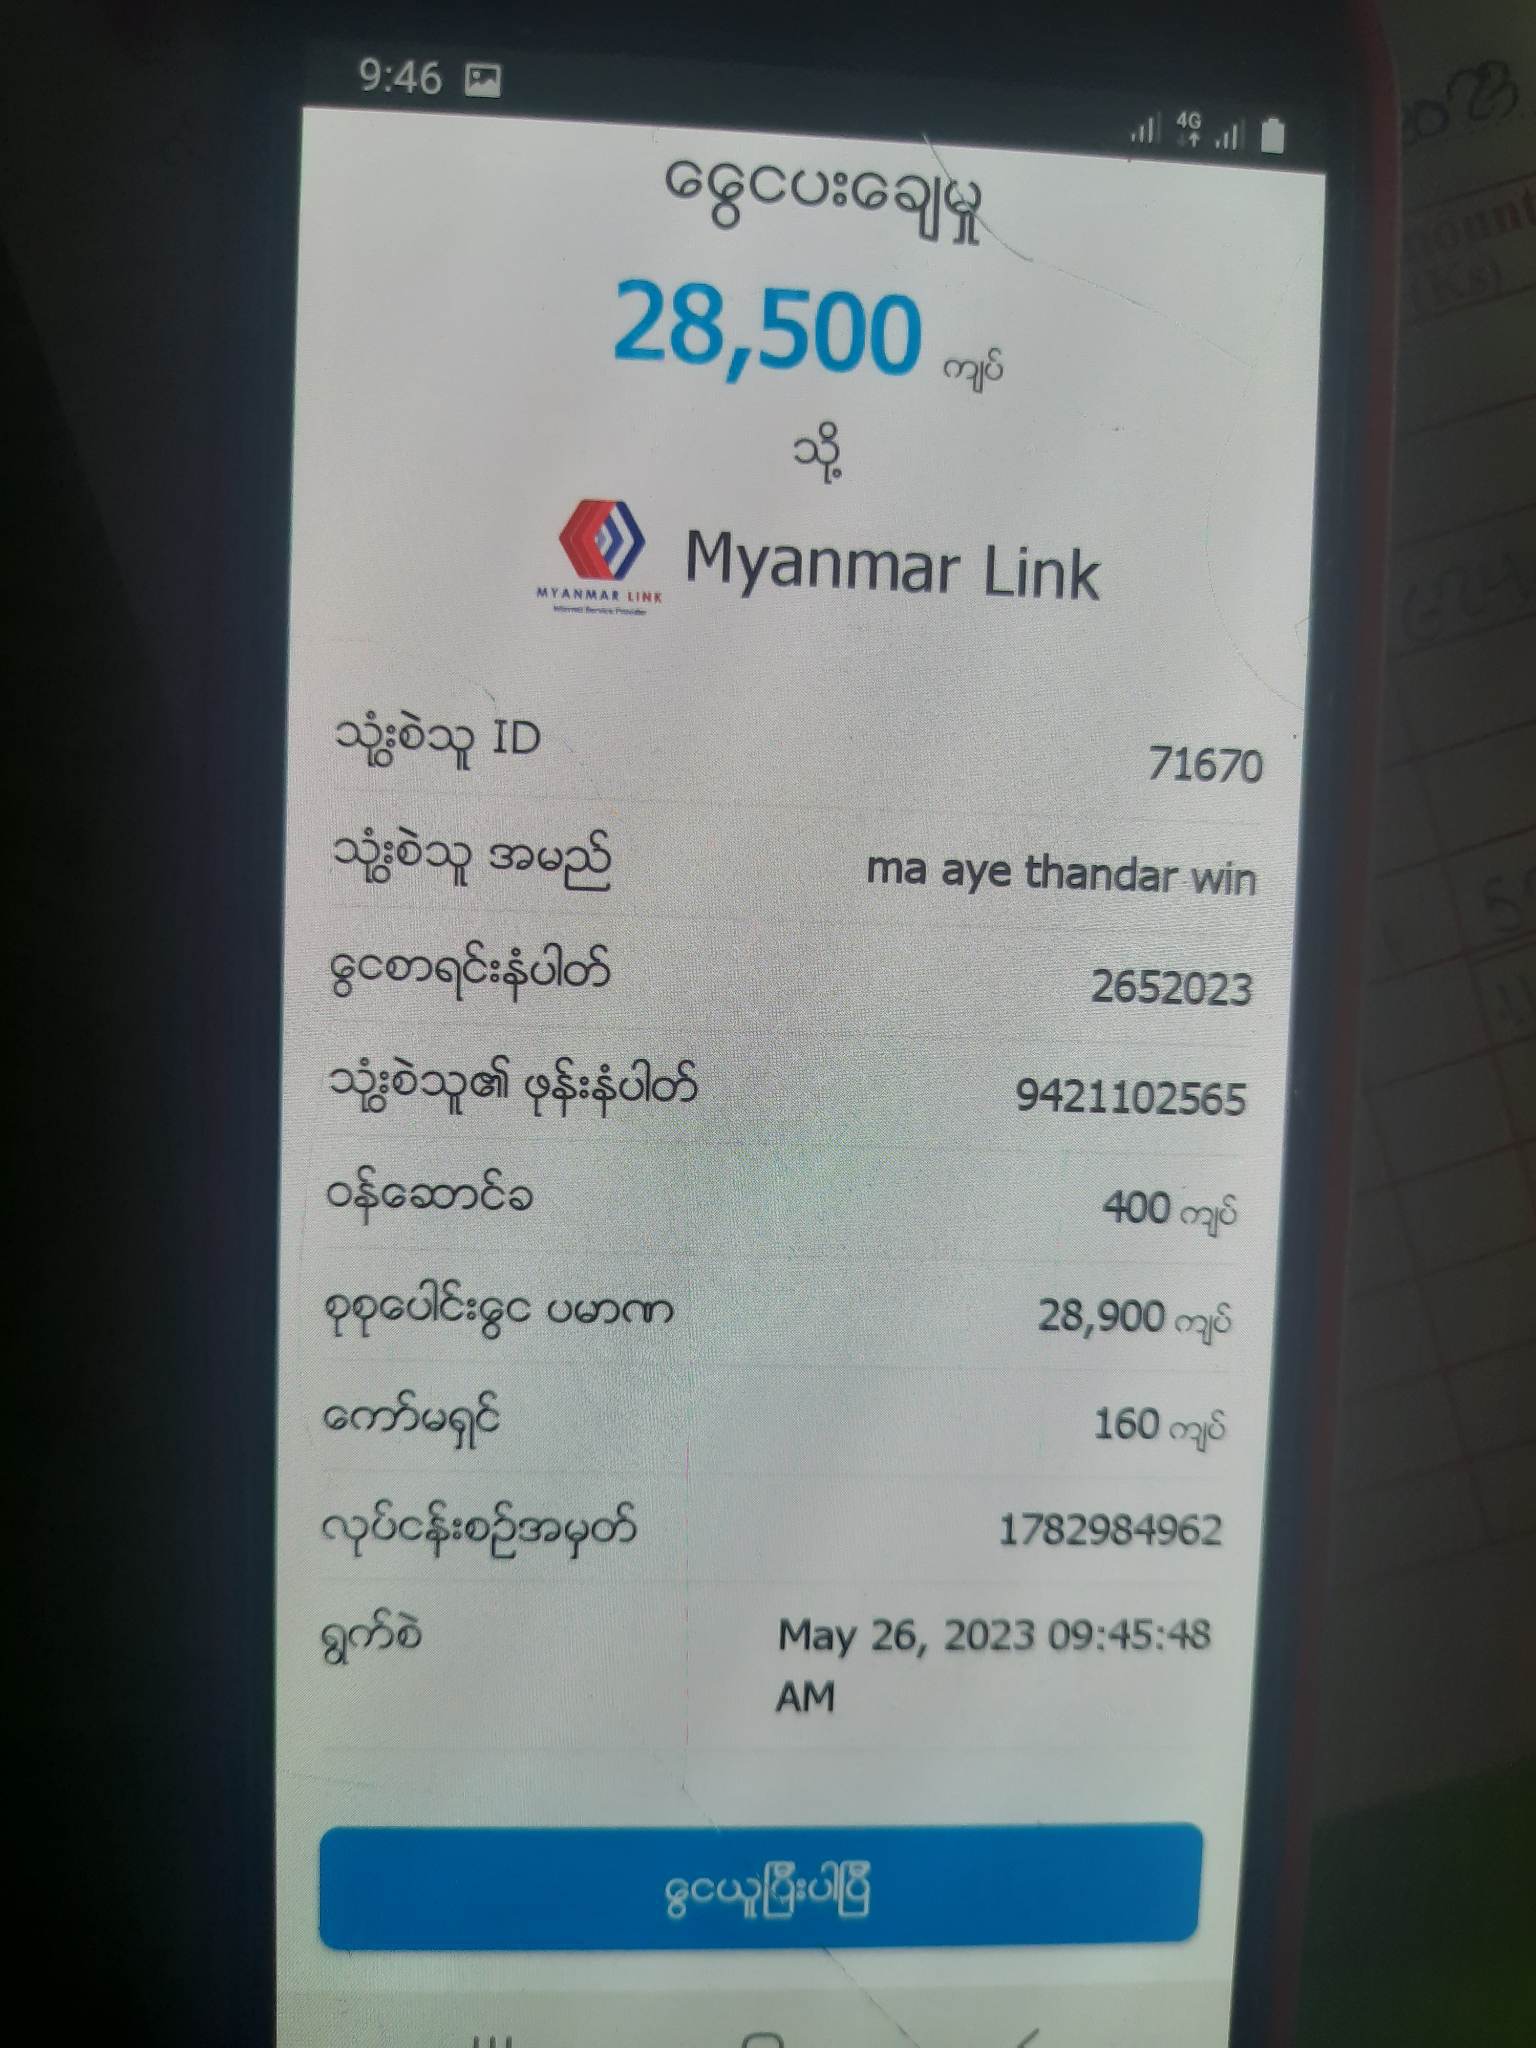 9:46
4G
ငွေပေးချေမှု
28,500 ကျပ်
သို့
MYANMAR LINK
Internet Service Provider
Myanmar Link
သုံးစွဲသူ ID 71670
သုံးစွဲသူ အမည် ma aye thandar win
ငွေစာရင်းနံပါတ် 2652023
သုံးစွဲသူ၏ ဖုန်းနံပါတ် 9421102565
ဝန်ဆောင်ခ 400 ကျပ်
စုစုပေါင်းငွေ ပမာဏ 28,900 ကျပ်
ကော်မရှင် 160 ကျပ်
လုပ်ငန်းစဉ်အမှတ် 1782984962
ရွက်စဲ May 26, 2023 09:45:48
AM
ငွေယူပြီးပါပြီ
2023
(Ks)